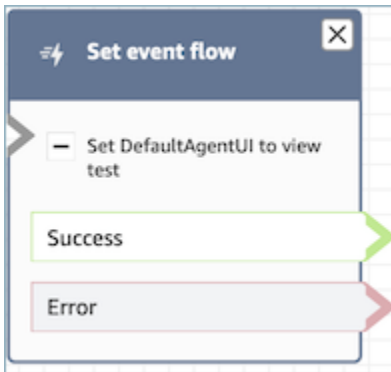 Set event flow
Set DefaultAgentUI to view
test
Success
Error